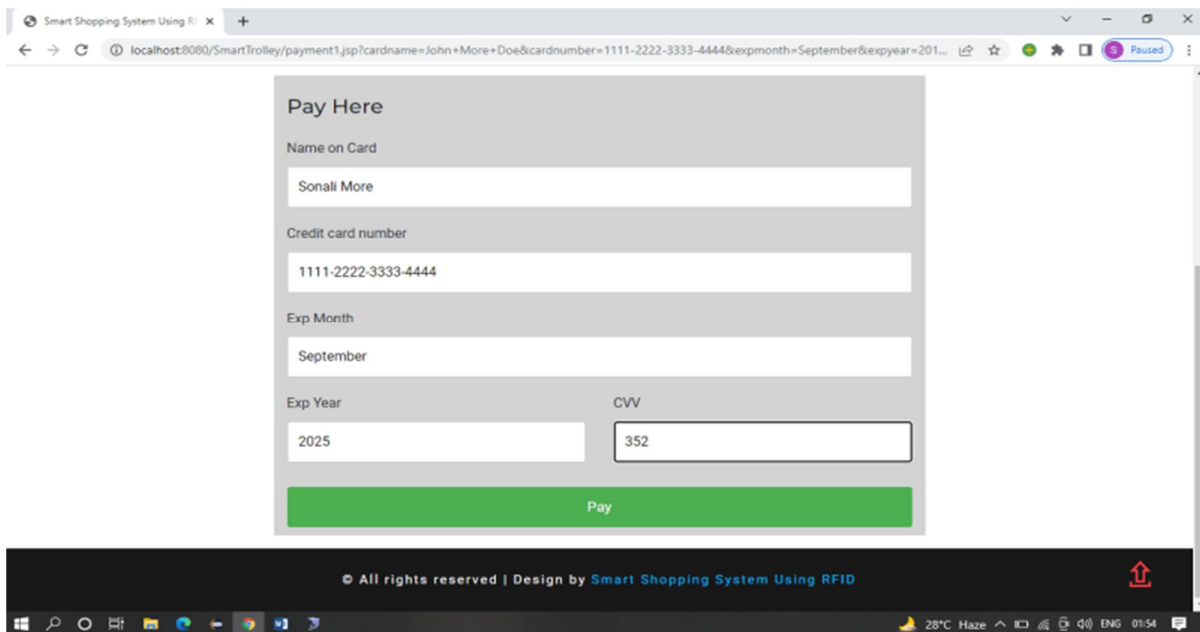 Smart Shopping System Using R
localhost:8080/SmartTrolley/payment1.jsp?cardname=John+More+Doe&cardnumber=1111-2222-3333-4444&expmonth=September&expyear=201...
S Paused
Pay Here
Name on Card
Sonali More
Credit card number
1111-2222-3333-4444
Exp Month
September
Exp Year CVV
2025 352
Pay
© All rights reserved | Design by Smart Shopping System Using RFID
28°C Haze ENG 01:54